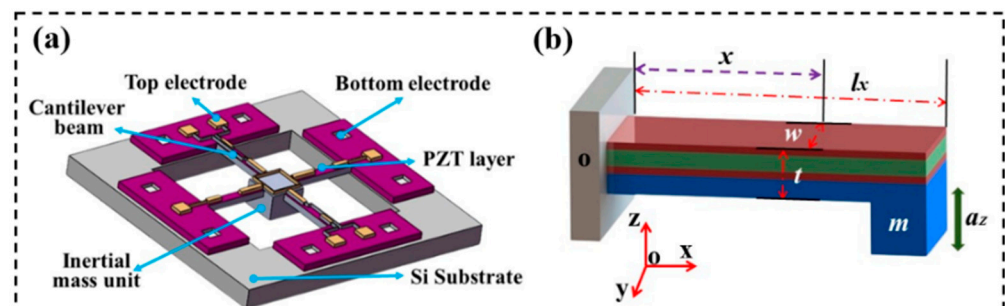 (a)
Top electrode
Cantilever
beam
Bottom electrode
PZT layer
Inertial
mass unit
Si Substrate
(b)
x
lx
w
o
t
m
az
z
o
x
y